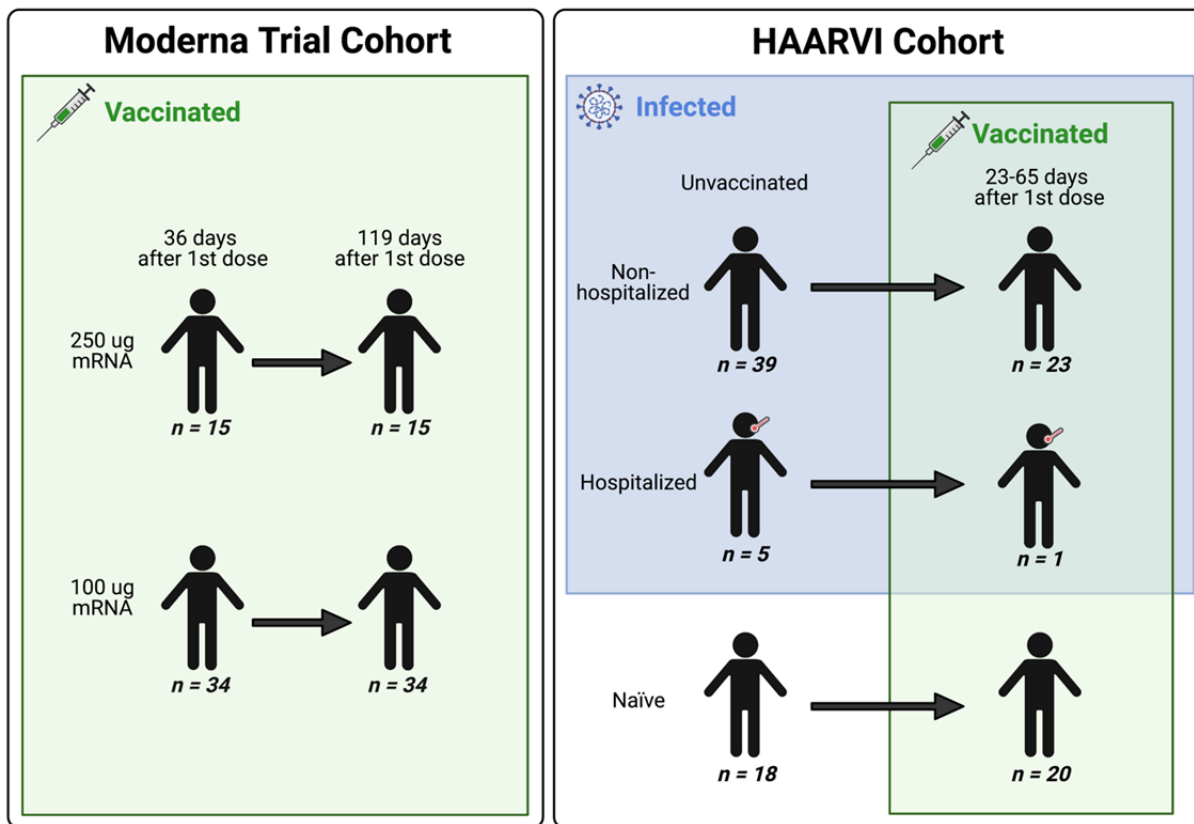 Moderna Trial Cohort
Vaccinated
36 days
after 1st dose
119 days
after 1st dose
250 ug
mRNA
n = 15
n = 15
100 ug
mRNA
n = 34
n = 34
HAARVI Cohort
Infected
Vaccinated
Unvaccinated
23-65 days
after 1st dose
Non-
hospitalized
n = 39
n = 23
Hospitalized
n = 5
n = 1
Naïve
n = 18
n = 20